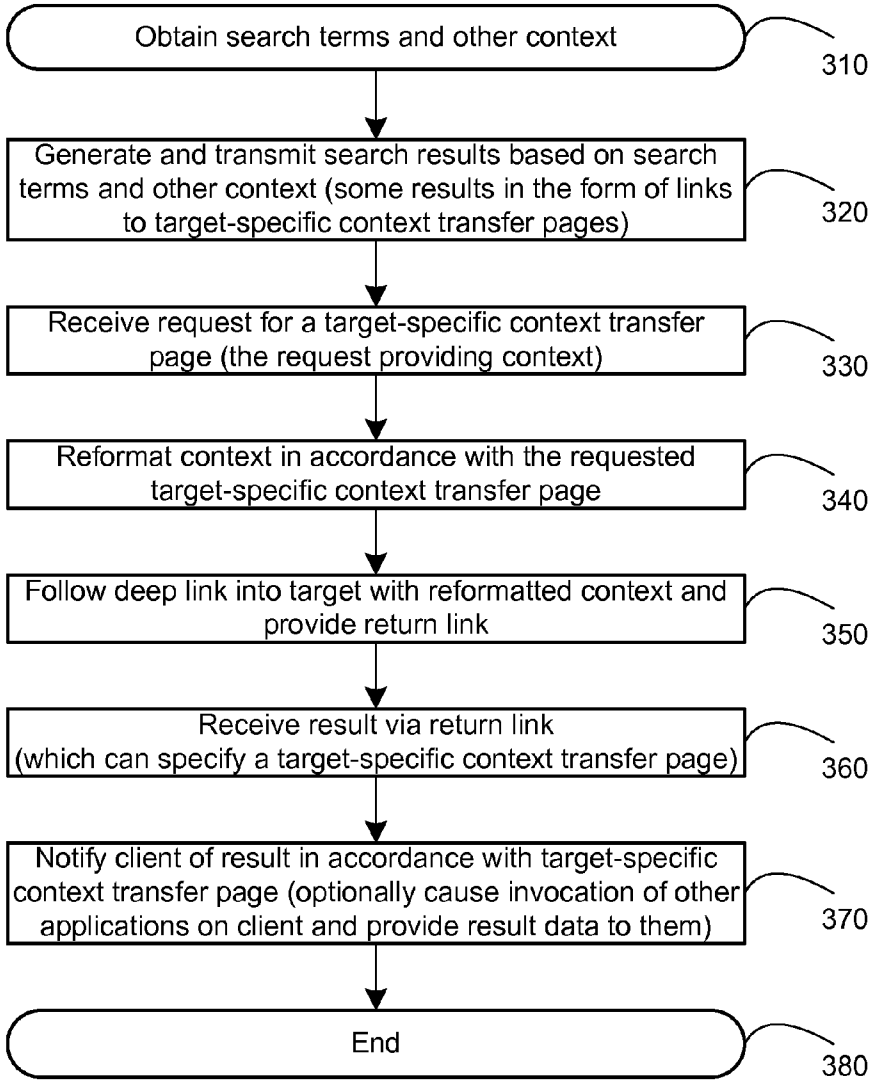 Obtain search terms and other context
310
Generate and transmit search results based on search
terms and other context (some results in the form of links
to target-specific context transfer pages)
320
Receive request for a target-specific context transfer
page (the request providing context)
330
Reformat context in accordance with the requested
target-specific context transfer page
340
Follow deep link into target with reformatted context and
provide return link
350
Receive result via return link
(which can specify a target-specific context transfer page)
360
Notify client of result in accordance with target-specific
context transfer page (optionally cause invocation of other
applications on client and provide result data to them)
370
End
380